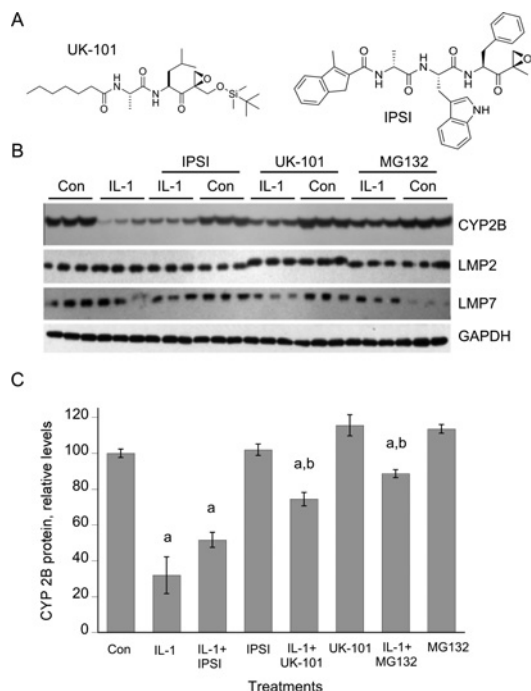 A
UK-101
IPSI
O
H
N
N
H
O
O
O
O
Si
O
H
N
O
N
H
O
H
N
O
O
NH
B
IPSI
UK-101
MG132
Con
IL-1
IL-1
Con
IL-1
Con
IL-1
Con
CYP2B
LMP2
LMP7
GAPDH
C
CYP 2B protein, relative levels
120
100
80
60
40
20
0
a
a
a,b
a,b
Con
IL-1
IL-1+
IPSI
IPSI
IL-1+
UK-101
UK-101
IL-1+
MG132
MG132
Treatments